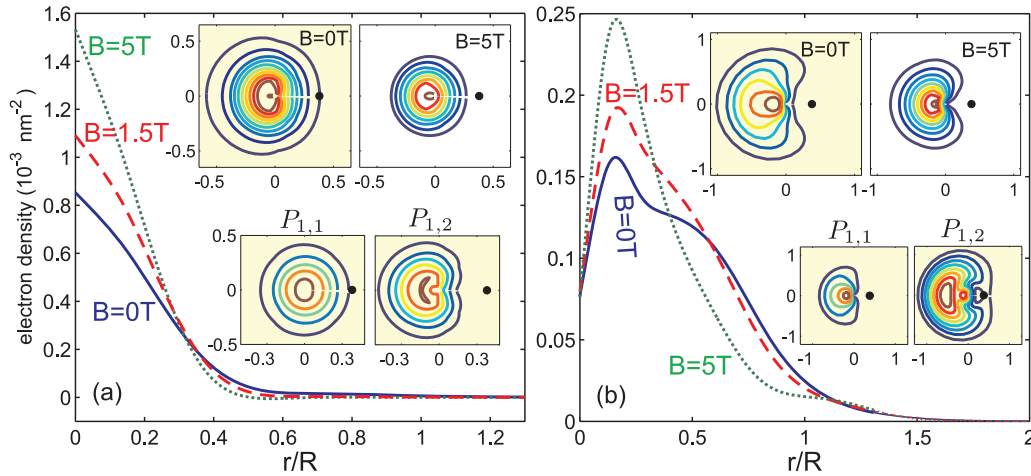 electron density (10⁻³ nm⁻²)
1.6
1.4
1.2
1
0.8
0.6
0.4
0.2
0
B=5T
B=1.5T
B=0T
(a)
0 0.2 0.4 0.6 0.8 1 1.2
r/R
B=0T
0.5
0
-0.5
-0.5 0 0.5
B=5T
-0.5 0 0.5
P₁,₁
0.5
0
-0.5
-0.3 0 0.3
P₁,₂
-0.3 0 0.3
0.25
0.20
0.15
0.10
0.05
0
B=1.5T
B=0T
B=5T
(b)
0 0.5 1 1.5 2
r/R
B=0T
1
0
-1
-1 0 1
B=5T
-1 0 1
P₁,₁
1
0
-1
-1 0 1
P₁,₂
-1 0 1